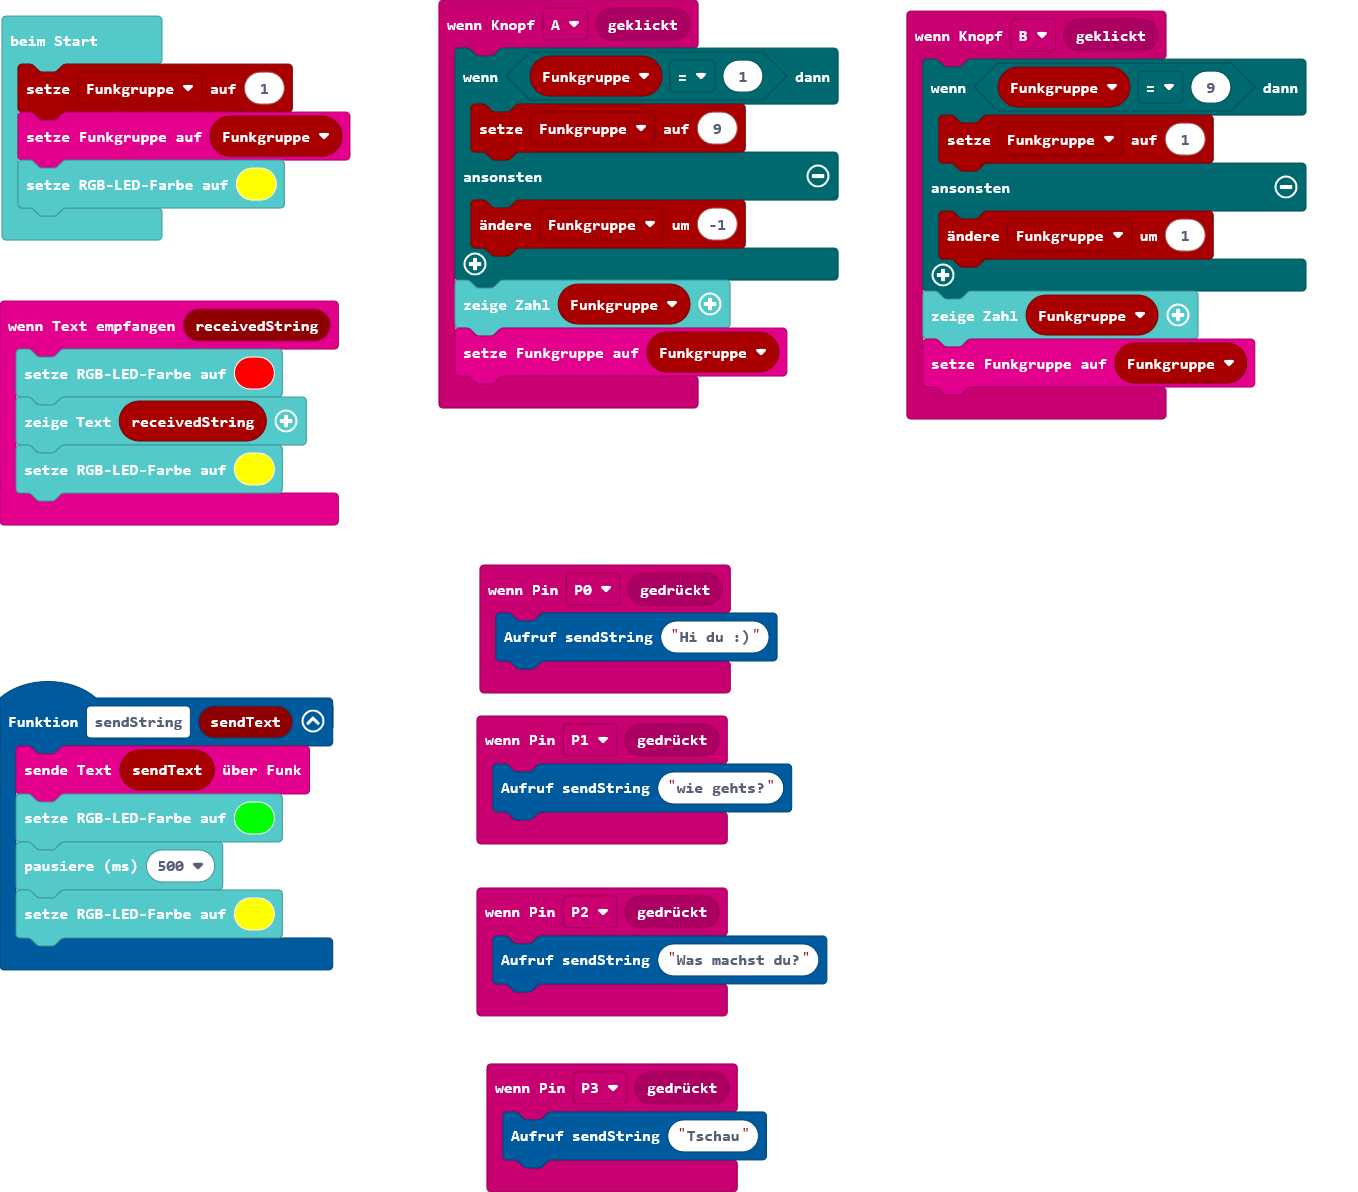 beim Start
setze Funkgruppe auf 1
setze Funkgruppe auf Funkgruppe
setze RGB-LED-Farbe auf
wenn Text empfangen receivedString
setze RGB-LED-Farbe auf
zeige Text receivedString
setze RGB-LED-Farbe auf
Funktion sendString sendText
sende Text sendText über Funk
setze RGB-LED-Farbe auf
pausiere (ms) 500
setze RGB-LED-Farbe auf
wenn Knopf A geklickt
wenn Funkgruppe = 1 dann
setze Funkgruppe auf 9
ansonsten
ändere Funkgruppe um -1
zeige Zahl Funkgruppe
setze Funkgruppe auf Funkgruppe
wenn Knopf B geklickt
wenn Funkgruppe = 9 dann
setze Funkgruppe auf 1
ansonsten
ändere Funkgruppe um 1
zeige Zahl Funkgruppe
setze Funkgruppe auf Funkgruppe
wenn Pin P0 gedrückt
Aufruf sendString "Hi du :)"
wenn Pin P1 gedrückt
Aufruf sendString "wie gehts?"
wenn Pin P2 gedrückt
Aufruf sendString "Was machst du?"
wenn Pin P3 gedrückt
Aufruf sendString "Tschau"